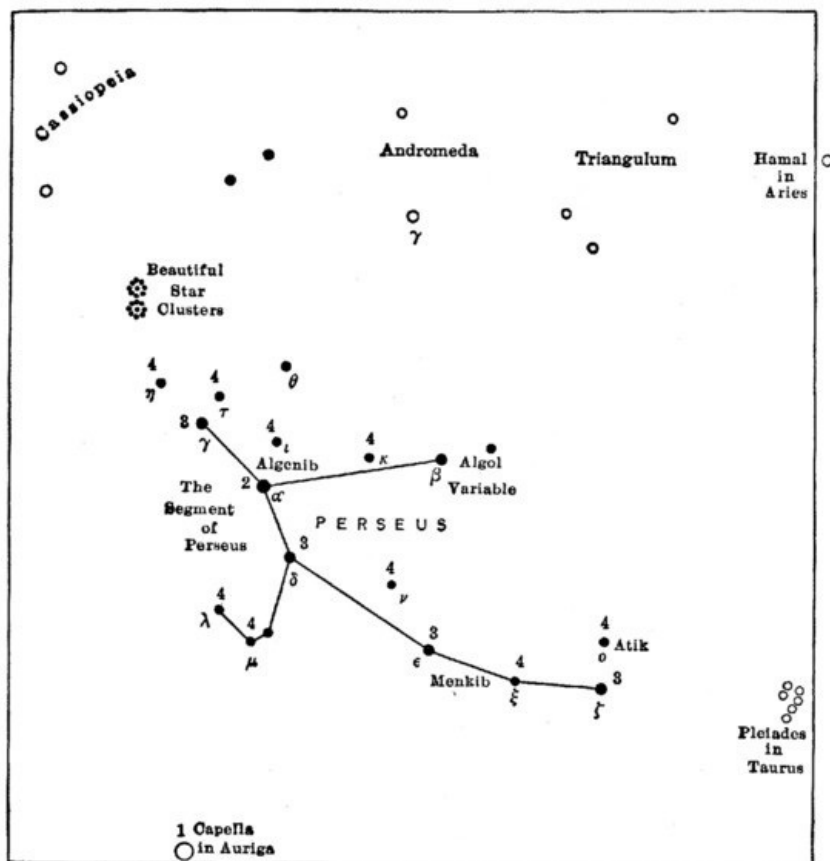 Cassiopeia
Andromeda
Triangulum
Hamal
in
Aries
γ
Beautiful
Star
Clusters
4
η
4
τ
θ
3
γ
4
ι
Algenib
4
κ
β
Algol
Variable
2
α
The
Segment
of
Perseus
PERSEUS
3
δ
4
ν
4
λ
4
μ
3
ϵ
Menkib
4
ξ
4
ο
Atik
3
ζ
Pleiades
in
Taurus
1 Capella
in Auriga